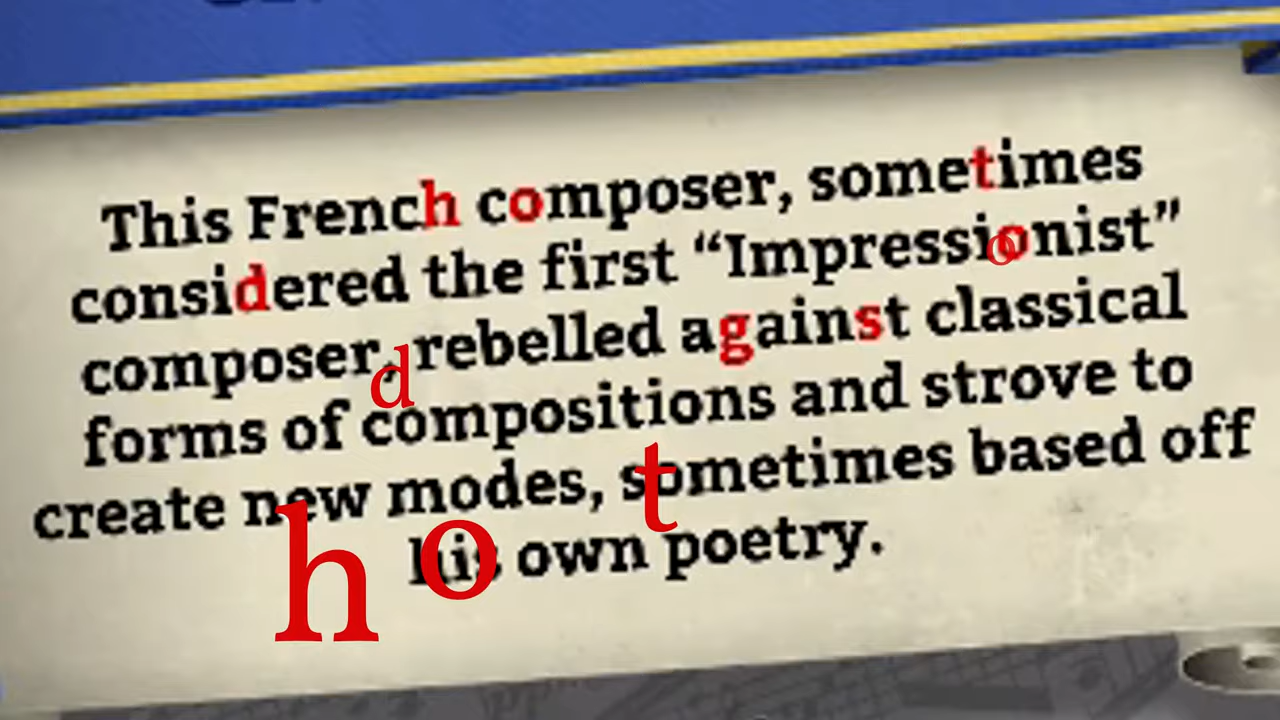 This French composer, sometimes
considered the first “Impressionist”
composer, rebelled against classical
forms of compositions and strove to
create new modes, sometimes based off
his own poetry.
o
d
t
h o